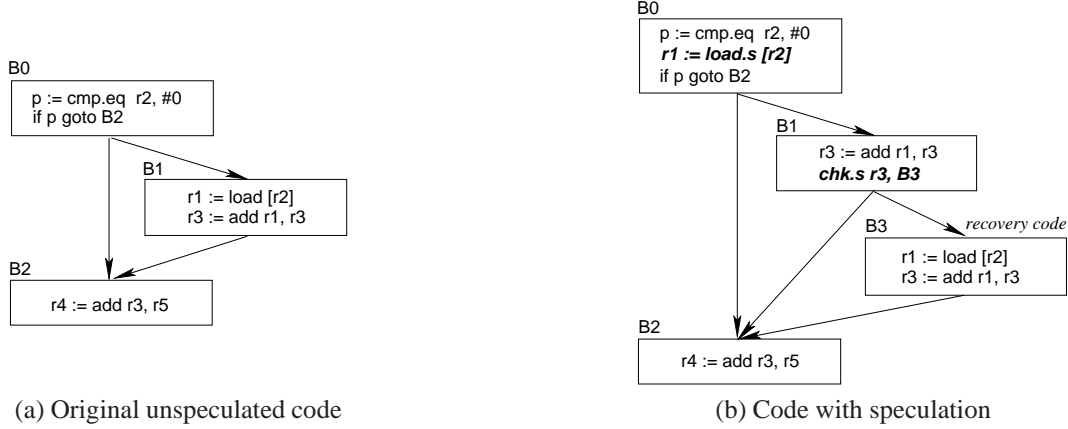 B0
p := cmp.eq r2, #0
if p goto B2
B1
r1 := load [r2]
r3 := add r1, r3
B2
r4 := add r3, r5
(a) Original unspeculated code
B0
p := cmp.eq r2, #0
r1 := load.s [r2]
if p goto B2
B1
r3 := add r1, r3
chk.s r3, B3
recovery code
B3
r1 := load [r2]
r3 := add r1, r3
B2
r4 := add r3, r5
(b) Code with speculation